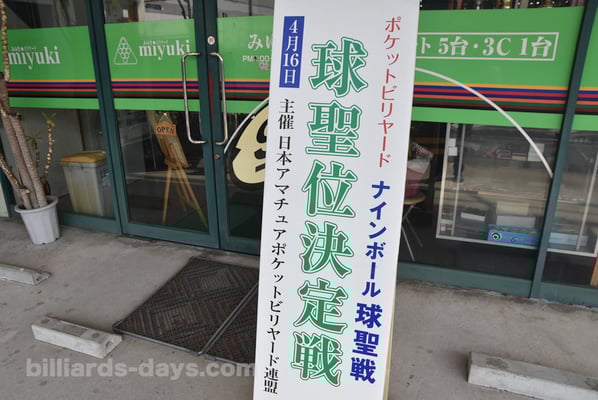 ポケットビリヤード
ナインボール 球聖戦
球聖位決定戦
4月16日
主催 日本アマチュアポケットビリヤード連盟
miyuki
miyuki
ット 5台・3C 1台
OPEN
billiards-days.com